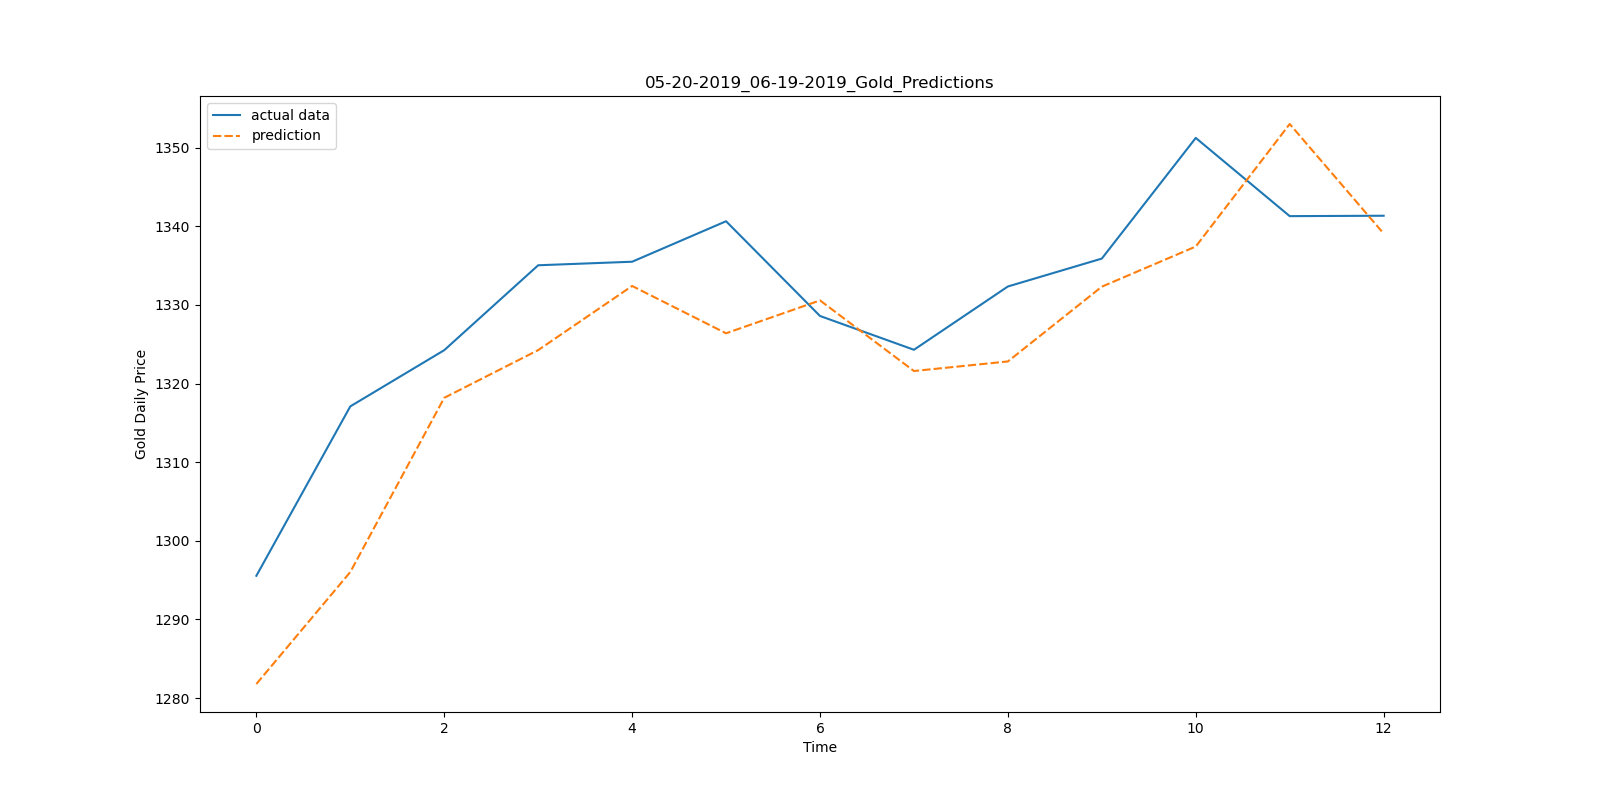 05-20-2019_06-19-2019_Gold_Predictions
actual data
prediction
Gold Daily Price
1350
1340
1330
1320
1310
1300
1290
1280
0 2 4 6 8 10 12
Time